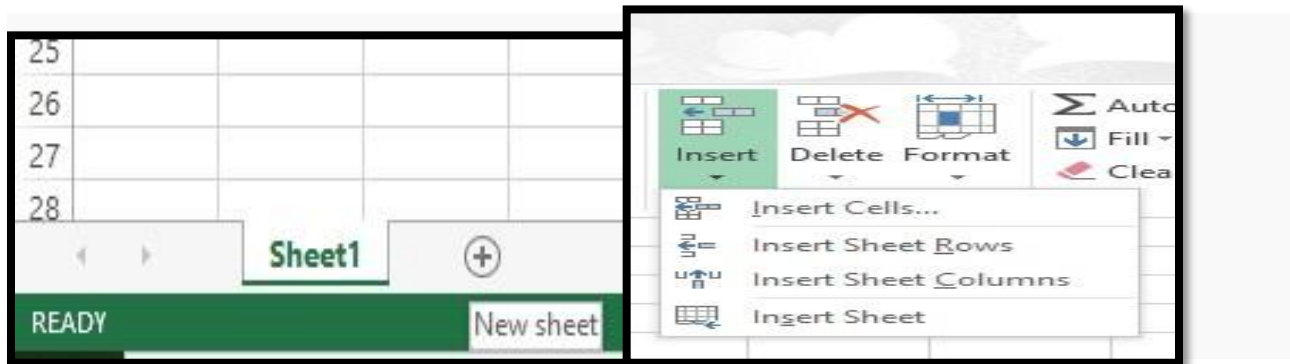 25
26
27
28
Sheet1
READY
New sheet
Insert Delete Format
Auto
Fill
Clea
Insert Cells...
Insert Sheet Rows
Insert Sheet Columns
Insert Sheet